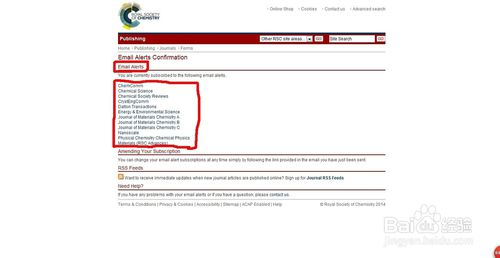 ROYAL SOCIETY
OF CHEMISTRY
Online Shop Cookies Contact us Advanced search
Publishing
Other RSC sites... GO Site Search GO
Home Publishing Journals Forms
Email Alerts Confirmation
Email Alerts
You are currently subscribed to the following email alerts.
ChemComm
Chemical Science
Chemical Society Reviews
CrystEngComm
Dalton Transactions
Energy & Environmental Science
Journal of Materials Chemistry A
Journal of Materials Chemistry B
Journal of Materials Chemistry C
Nanoscale
Physical Chemistry Chemical Physics
Materials (RSC Advances)
Amending Your Subscription
You can change your email alert subscriptions at any time simply by following the link provided in the email you have just been sent.
RSS Feeds
Want to receive immediate updates when new journal articles are published online? Sign up for Journal RSS Feeds
Need Help?
If you have any problems with your email alerts or if you have a question, please contact us.
Terms & Conditions | Privacy & Cookies | Accessibility | Sitemap | ACAP Enabled | Help
© Royal Society of Chemistry 2014
Baidu 经验
jingyan.baidu.com